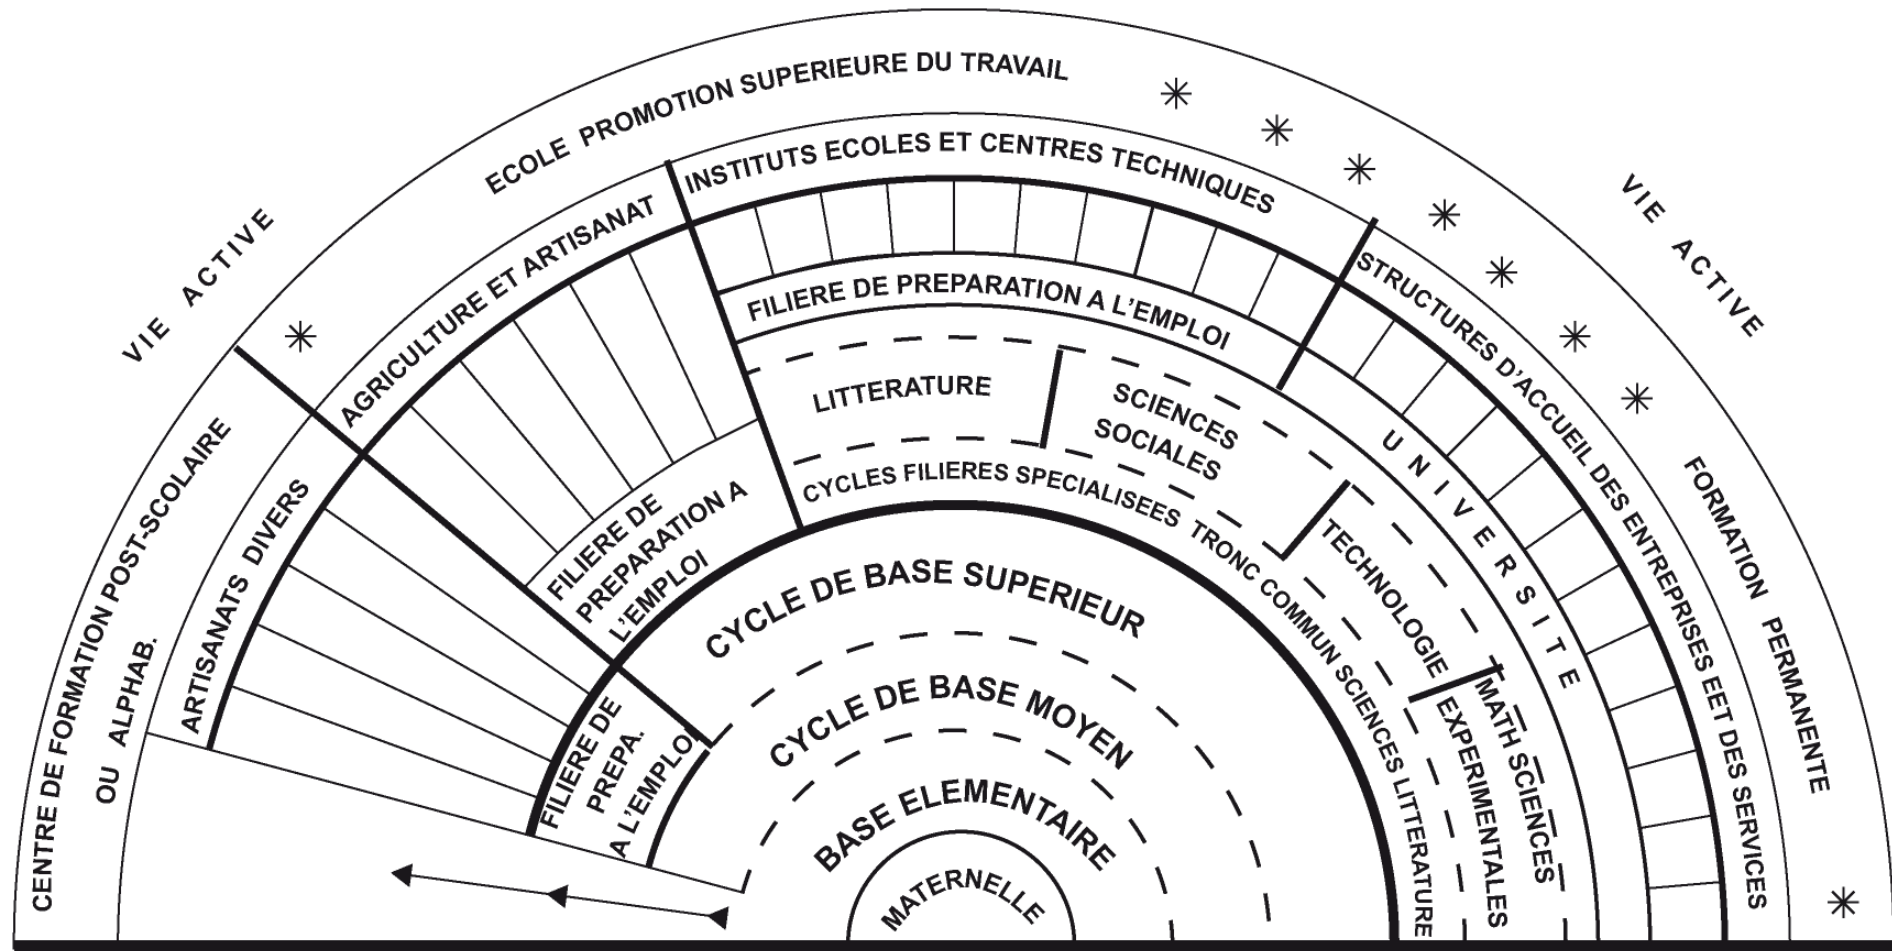 VIE ACTIVE
VIE ACTIVE
ECOLE PROMOTION SUPERIEURE DU TRAVAIL
FORMATION PERMANENTE
CENTRE DE FORMATION POST-SCOLAIRE
OU ALPHAB.
ARTISANATS DIVERS
AGRICULTURE ET ARTISANAT
INSTITUTS ECOLES ET CENTRES TECHNIQUES
STRUCTURES D'ACCUEIL DES ENTREPRISES EET DES SERVICES
FILIERE DE PREPARATION A L'EMPLOI
UNIVERSITE
LITTERATURE
SCIENCES
SOCIALES
TECHNOLOGIE
MATH SCIENCES
EXPERIMENTALES
CYCLES FILIERES SPECIALISEES TRONC COMMUN SCIENCES LITTERATURE
FILIERE DE
PREPARATION A
L'EMPLOI
FILIERE DE
PREPA.
A L'EMPLOI
CYCLE DE BASE SUPERIEUR
CYCLE DE BASE MOYEN
BASE ELEMENTAIRE
MATERNELLE